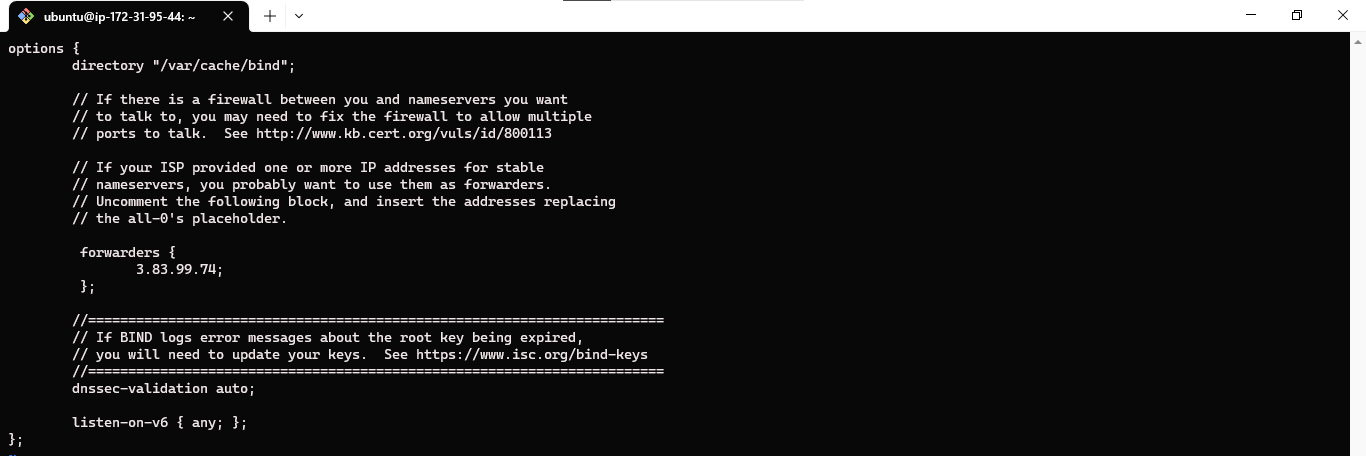 ubuntu@ip-172-31-95-44: ~
options {
        directory "/var/cache/bind";

        // If there is a firewall between you and nameservers you want
        // to talk to, you may need to fix the firewall to allow multiple
        // ports to talk.  See http://www.kb.cert.org/vuls/id/800113

        // If your ISP provided one or more IP addresses for stable
        // nameservers, you probably want to use them as forwarders.
        // Uncomment the following block, and insert the addresses replacing
        // the all-0's placeholder.

         forwarders {
                3.83.99.74;
         };

        //========================================================================
        // If BIND logs error messages about the root key being expired,
        // you will need to update your keys.  See https://www.isc.org/bind-keys
        //========================================================================
        dnssec-validation auto;

        listen-on-v6 { any; };
};